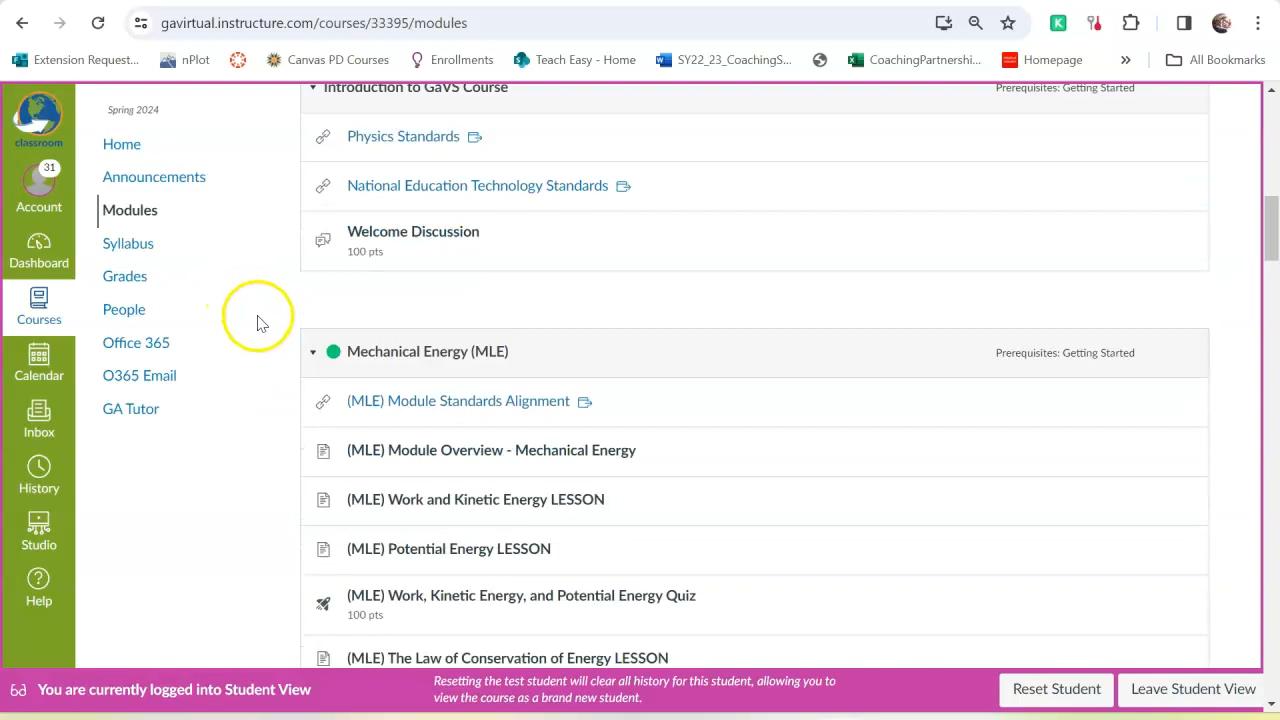 gavirtual.instructure.com/courses/33395/modules
Extension Request...
nPlot
Canvas PD Courses
Enrollments
Teach Easy - Home
SY22_23_CoachingS...
CoachingPartnership...
Homepage
All Bookmarks
classroom
31
Account
Dashboard
Courses
Calendar
Inbox
History
Studio
Help
Spring 2024
Home
Announcements
Modules
Syllabus
Grades
People
Office 365
O365 Email
GA Tutor
Introduction to GaVS Course
Prerequisites: Getting Started
Physics Standards
National Education Technology Standards
Welcome Discussion
100 pts
Mechanical Energy (MLE)
Prerequisites: Getting Started
(MLE) Module Standards Alignment
(MLE) Module Overview - Mechanical Energy
(MLE) Work and Kinetic Energy LESSON
(MLE) Potential Energy LESSON
(MLE) Work, Kinetic Energy, and Potential Energy Quiz
100 pts
(MLE) The Law of Conservation of Energy LESSON
You are currently logged into Student View
Resetting the test student will clear all history for this student, allowing you to
view the course as a brand new student.
Reset Student
Leave Student View